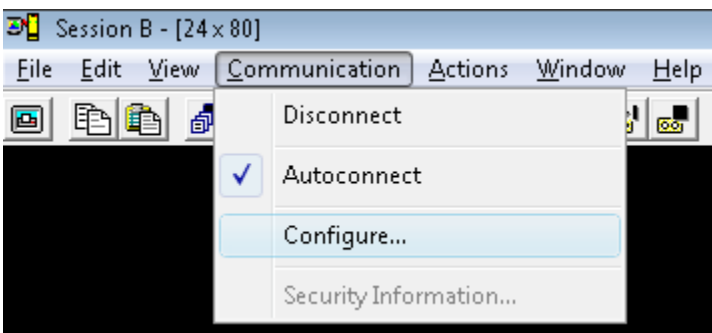 Session B - [24 x 80]
File Edit View Communication Actions Window Help
Disconnect
Autoconnect
Configure...
Security Information...